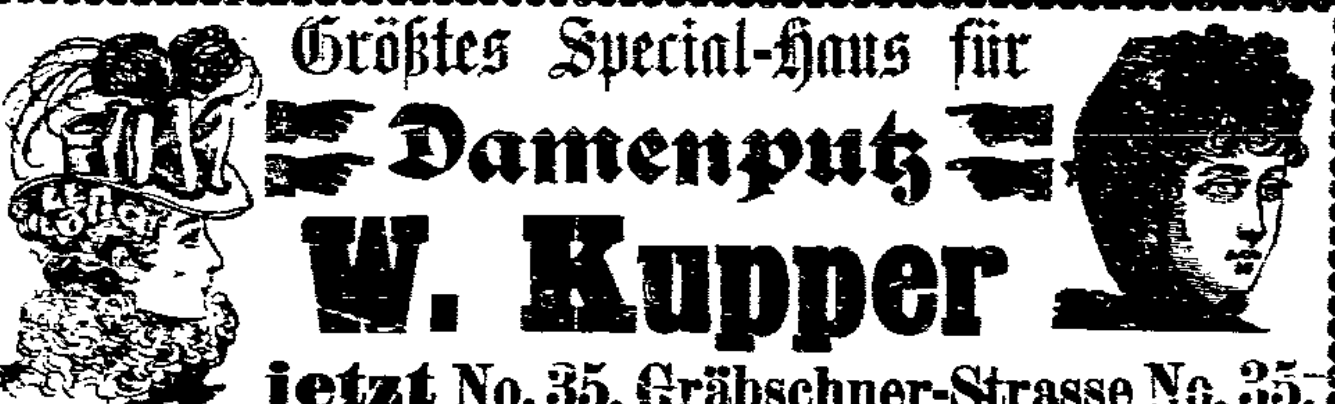 Größtes Special-Haus für
Damenputz
W. Kupper
jetzt No. 35. Gräbschner-Strasse No. 35.